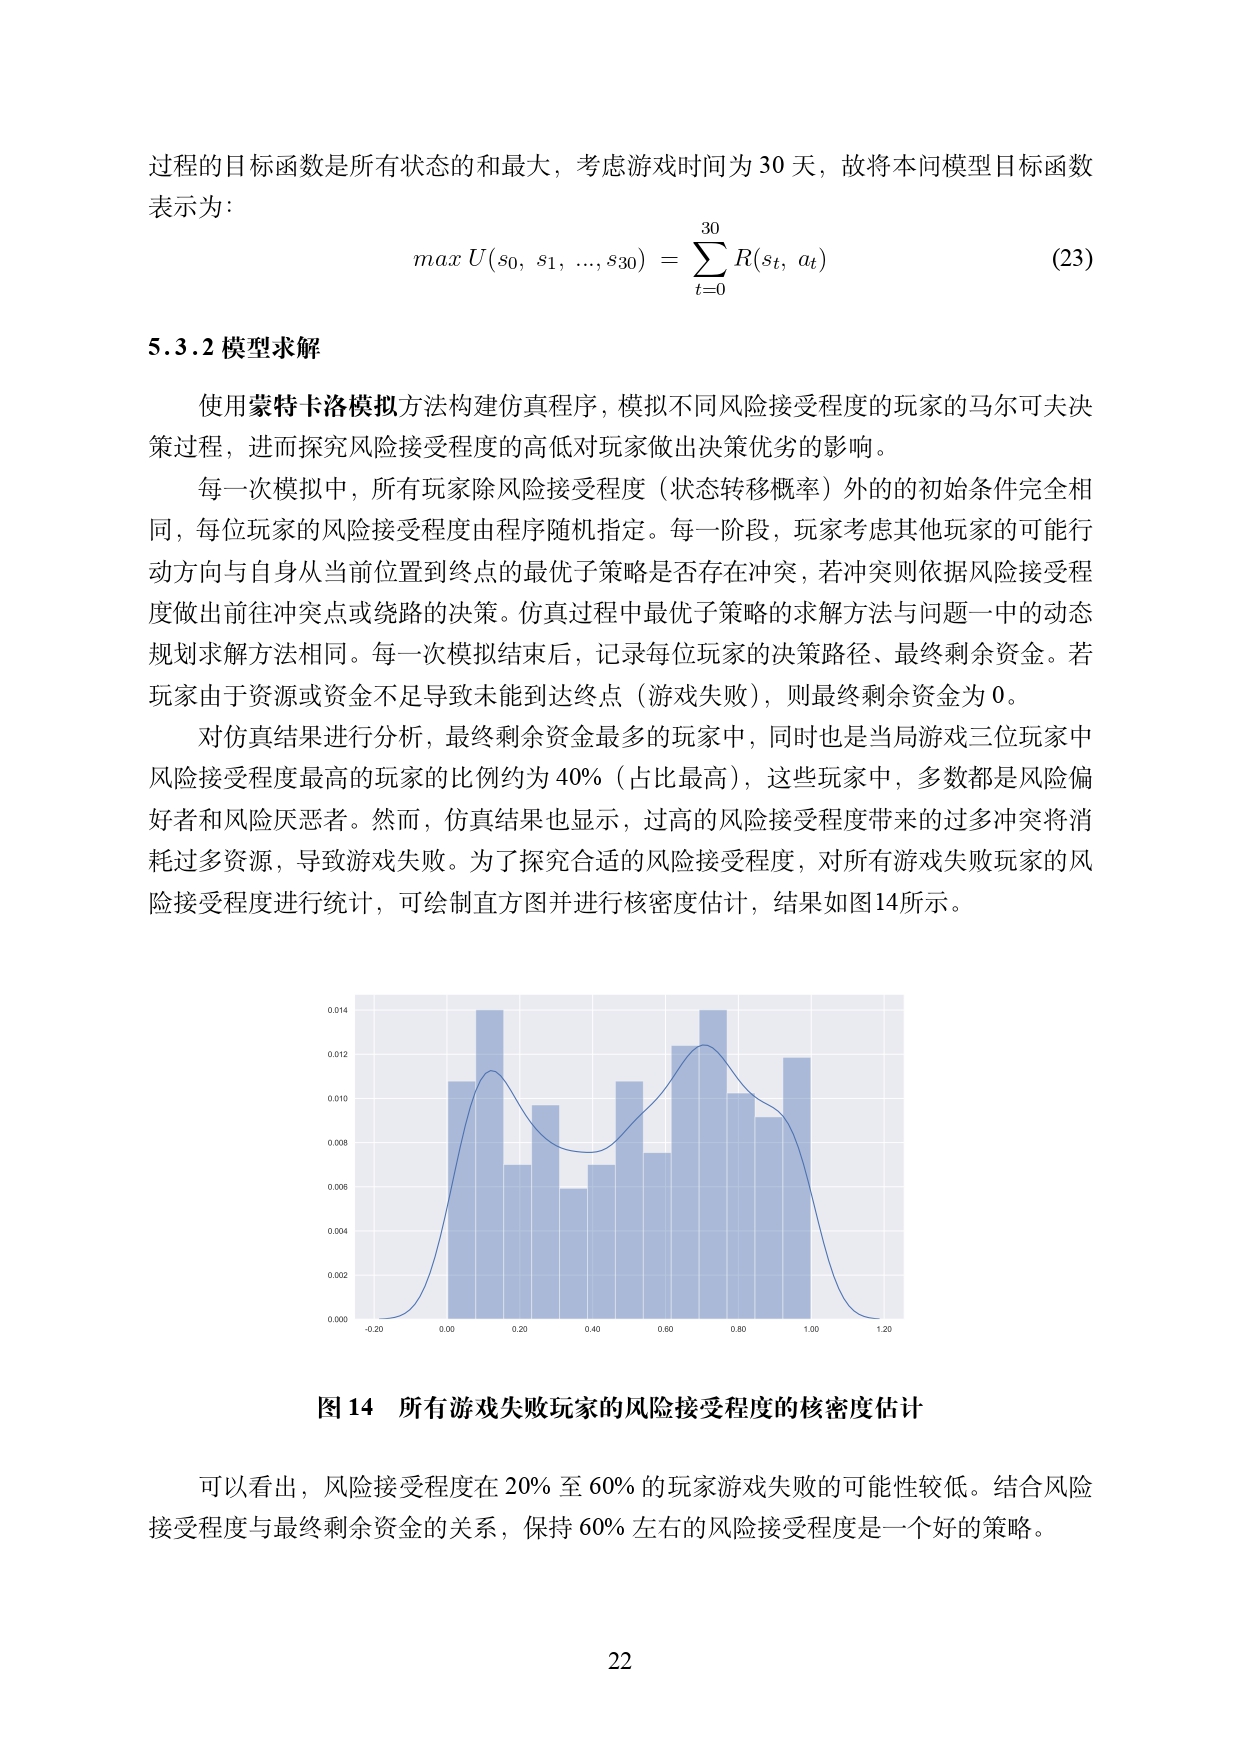 过程的目标函数是所有状态的和最大，考虑游戏时间为 30 天，故将本问模型目标函数
表示为：
max U(s_0, s_1, ..., s_{30}) = \sum_{t=0}^{30} R(s_t, a_t) (23)
5.3.2 模型求解
使用蒙特卡洛模拟方法构建仿真程序，模拟不同风险接受程度的玩家的马尔可夫决
策过程，进而探究风险接受程度的高低对玩家做出决策优劣的影响。
每一次模拟中，所有玩家除风险接受程度（状态转移概率）外的的初始条件完全相
同，每位玩家的风险接受程度由程序随机指定。每一阶段，玩家考虑其他玩家的可能行
动方向与自身从当前位置到终点的最优子策略是否存在冲突，若冲突则依据风险接受程
度做出前往冲突点或绕路的决策。仿真过程中最优子策略的求解方法与问题一中的动态
规划求解方法相同。每一次模拟结束后，记录每位玩家的决策路径、最终剩余资金。若
玩家由于资源或资金不足导致未能到达终点（游戏失败），则最终剩余资金为 0。
对仿真结果进行分析，最终剩余资金最多的玩家中，同时也是当局游戏三位玩家中
风险接受程度最高的玩家的比例约为 40%（占比最高），这些玩家中，多数都是风险偏
好者和风险厌恶者。然而，仿真结果也显示，过高的风险接受程度带来的过多冲突将消
耗过多资源，导致游戏失败。为了探究合适的风险接受程度，对所有游戏失败玩家的风
险接受程度进行统计，可绘制直方图并进行核密度估计，结果如图14所示。
0.014
0.012
0.010
0.008
0.006
0.004
0.002
0.000
-0.20 0.00 0.20 0.40 0.60 0.80 1.00 1.20
图 14 所有游戏失败玩家的风险接受程度的核密度估计
可以看出，风险接受程度在 20% 至 60% 的玩家游戏失败的可能性较低。结合风险
接受程度与最终剩余资金的关系，保持 60% 左右的风险接受程度是一个好的策略。
22